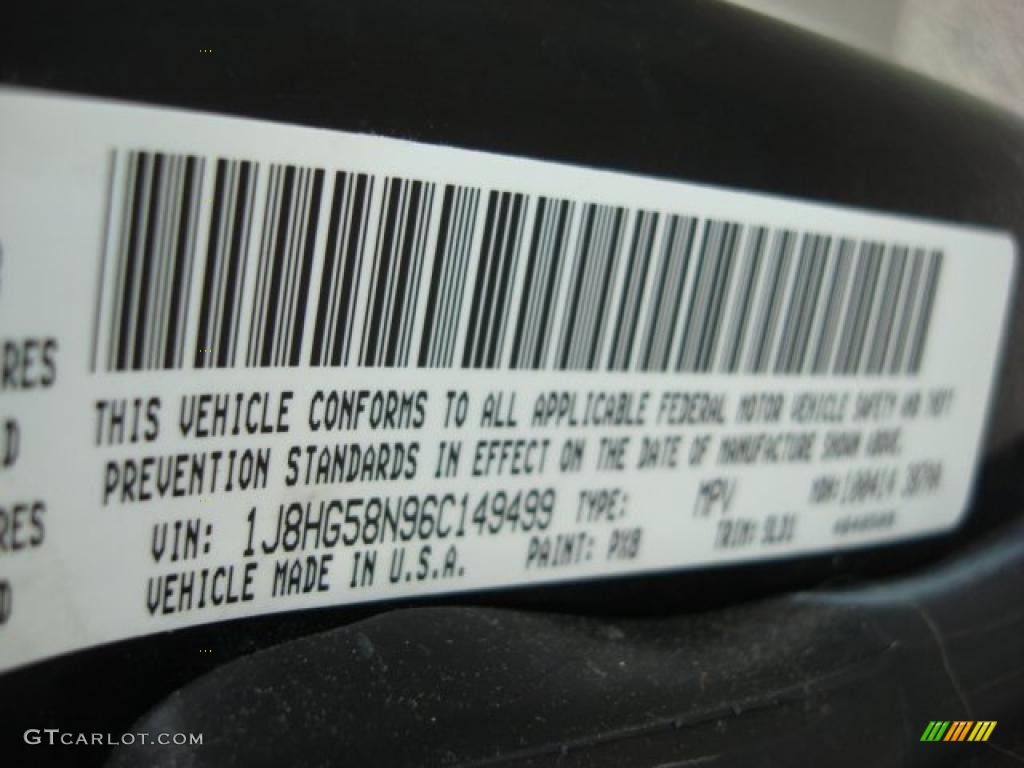 RES
D
RES
D
THIS VEHICLE CONFORMS TO ALL APPLICABLE FEDERAL MOTOR VEHICLE SAFETY AND THEFT
PREVENTION STANDARDS IN EFFECT ON THE DATE OF MANUFACTURE SHOWN ABOVE.
VIN: 1J8HG58N96C149499 TYPE: MPV MDH:
VEHICLE MADE IN U.S.A. PAINT: PX8 TRIM:
GTCARLOT.COM